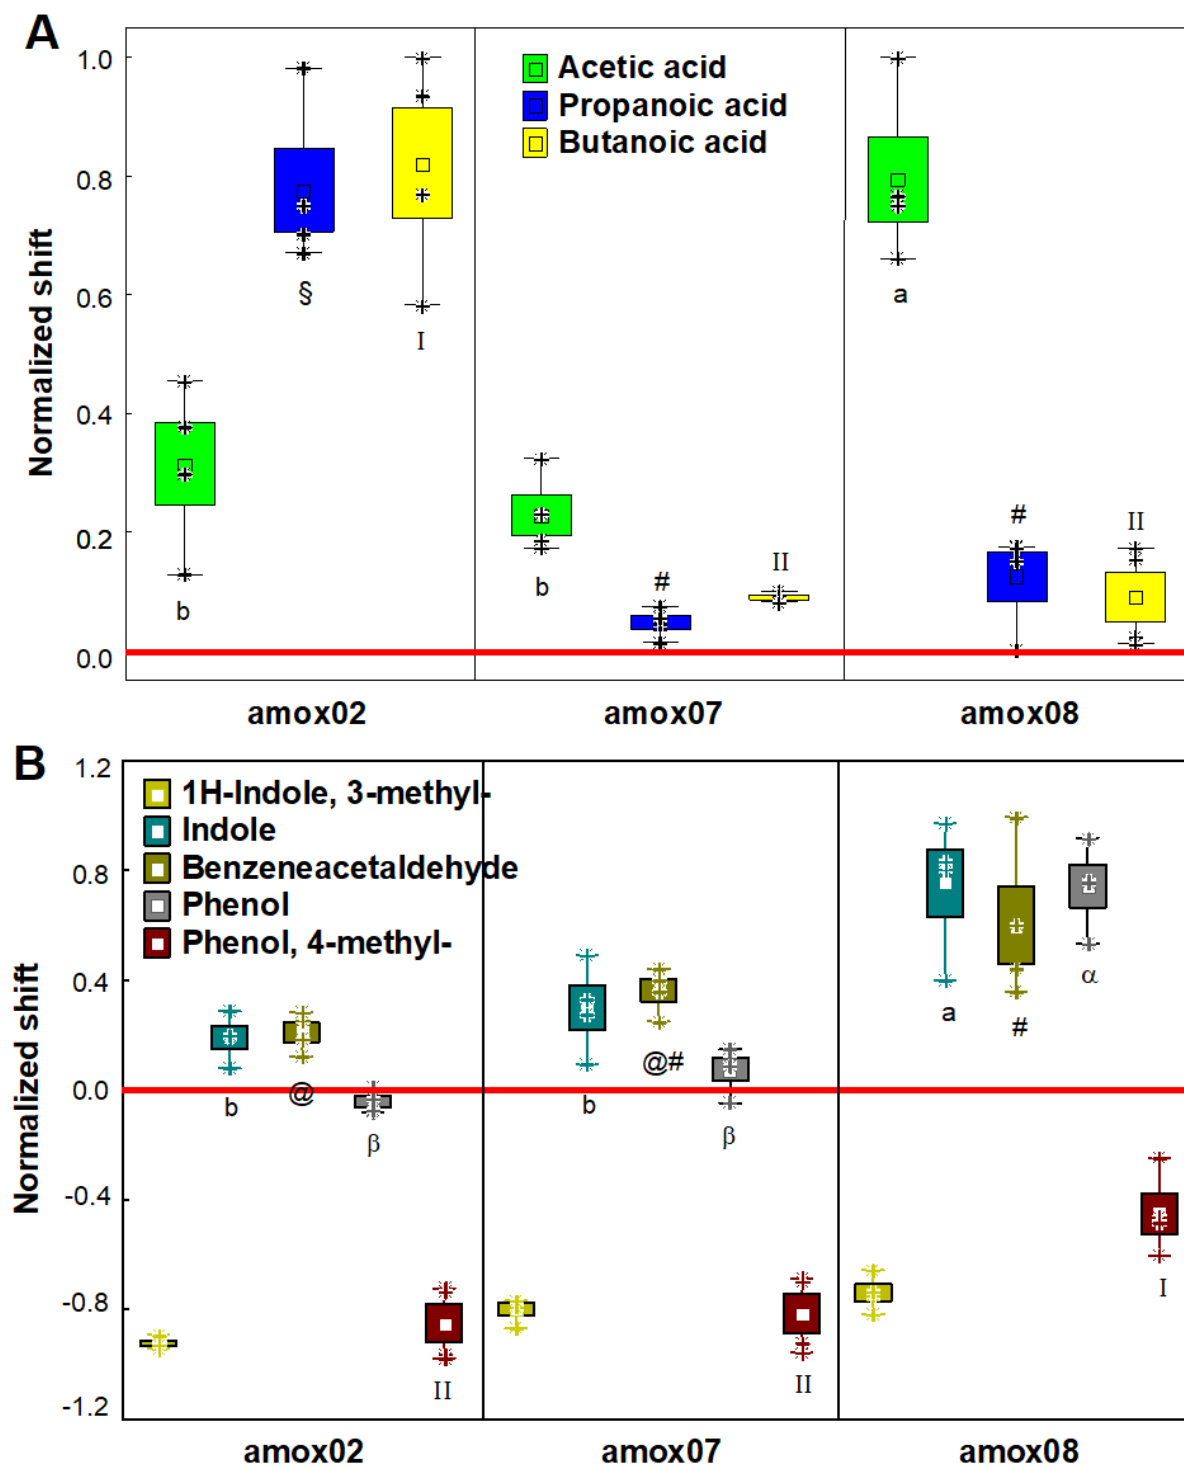 A
1.0
0.8
0.6
0.4
0.2
0.0
Normalized shift
Acetic acid
Propanoic acid
Butanoic acid
b
§
I
b
#
II
a
#
II
amox02
amox07
amox08
B
1.2
0.8
0.4
0.0
-0.4
-0.8
-1.2
Normalized shift
1H-Indole, 3-methyl-
Indole
Benzeneacetaldehyde
Phenol
Phenol, 4-methyl-
b
@
β
II
b
@#
β
II
a
#
α
I
amox02
amox07
amox08